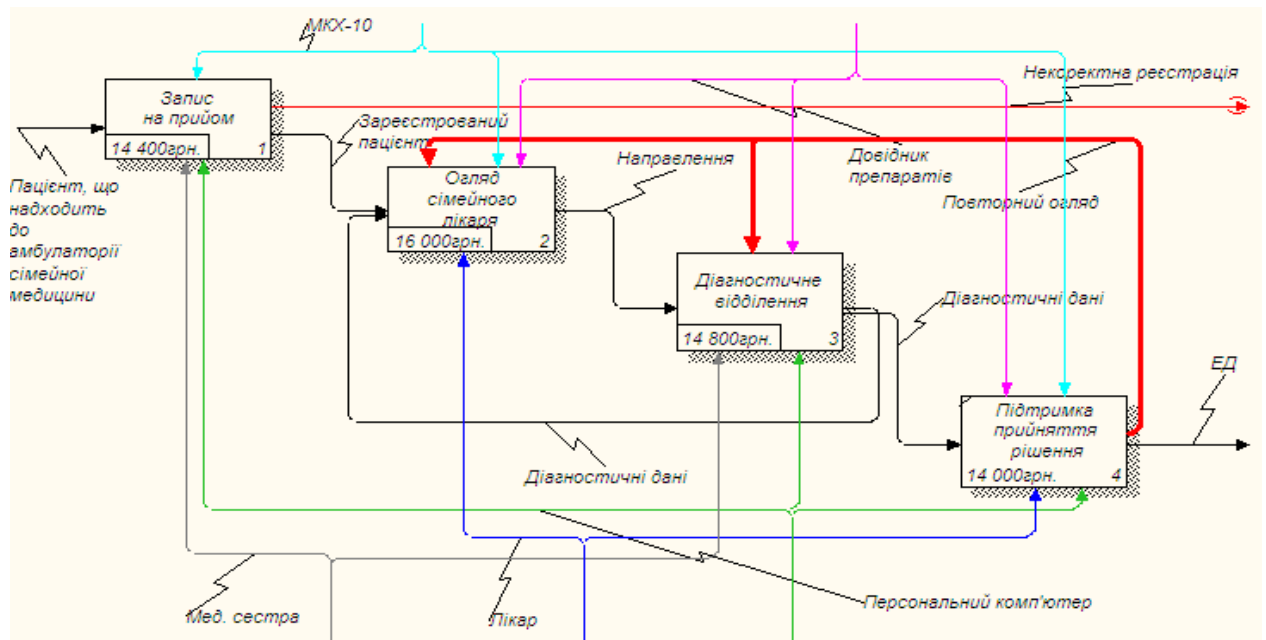 МКХ-10
Некоректна реєстрація
Запис
на прийом
14 400грн.
1
Зареєстрований
пацієнт
Пацієнт, що
надходить
до
амбулаторії
сімейної
медицини
Направлення
Довідник
препаратів
Повторний огляд
Огляд
сімейного
лікаря
16 000грн.
2
Діагностичне
відділення
14 800грн.
3
Діагностичні дані
ЕД
Підтримка
прийняття
рішення
14 000грн.
4
Діагностичні дані
Мед. сестра
Лікар
Персональний комп'ютер